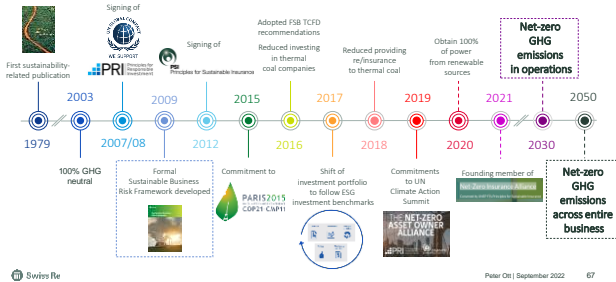 First sustainability-
related publication
Signing of
UN GLOBAL COMPACT
WE SUPPORT
PRI Principles for
Responsible
Investment
Signing of
PSI
Principles for Sustainable Insurance
Adopted FSB TCFD
recommendations
Reduced investing
in thermal
coal companies
Reduced providing
re/insurance
to thermal coal
Obtain 100%
of power
from renewable
sources
Net-zero
GHG
emissions
in operations
2003
2009
2015
2017
2019
2021
2050
1979
2007/08
2012
2016
2018
2020
2030
100% GHG
neutral
Formal
Sustainable Business
Risk Framework developed
Commitment to
PARIS2015
COP21·CMP11
Shift of
investment portfolio
to follow ESG
investment benchmarks
Commitments
to UN
Climate Action
Summit
THE NET-ZERO
ASSET OWNER
ALLIANCE
Founding member of
Net-Zero Insurance Alliance
Net-zero
GHG
emissions
across entire
business
Swiss Re
Peter Ott | September 2022 67